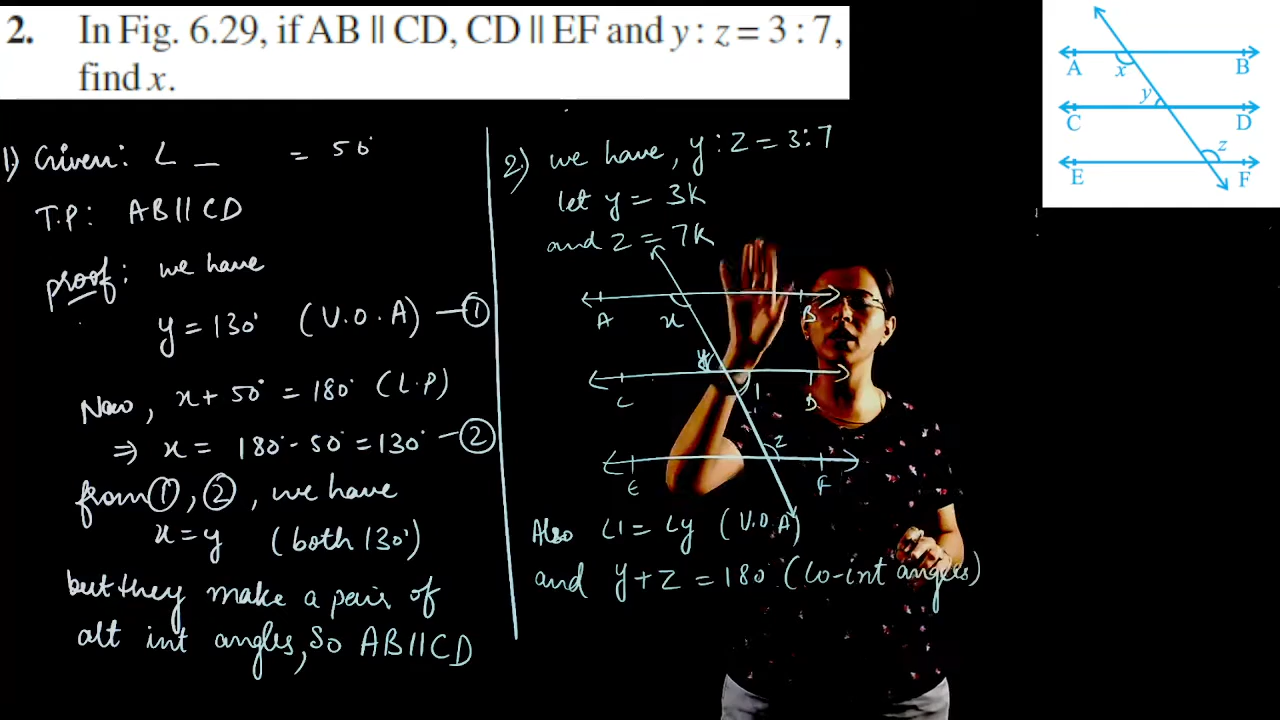 2. In Fig. 6.29, if AB || CD, CD || EF and y : z = 3 : 7,
find x.
A x B
y
C D
z
E F
1) Given: ∠ _ = 50°
T.P: AB || CD
proof: we have
y = 130° (V.O.A) — ①
Now, x + 50° = 180° (L.P)
⇒ x = 180° - 50° = 130° — ②
from ①, ②, we have
x = y (both 130°)
but they make a pair of
alt int angles, So AB || CD
2) we have, y : z = 3 : 7
let y = 3k
and z = 7k
A x B
y
C 1 D
z
E F
Also ∠1 = ∠y (V.O.A)
and y + z = 180° (Co-int angles)